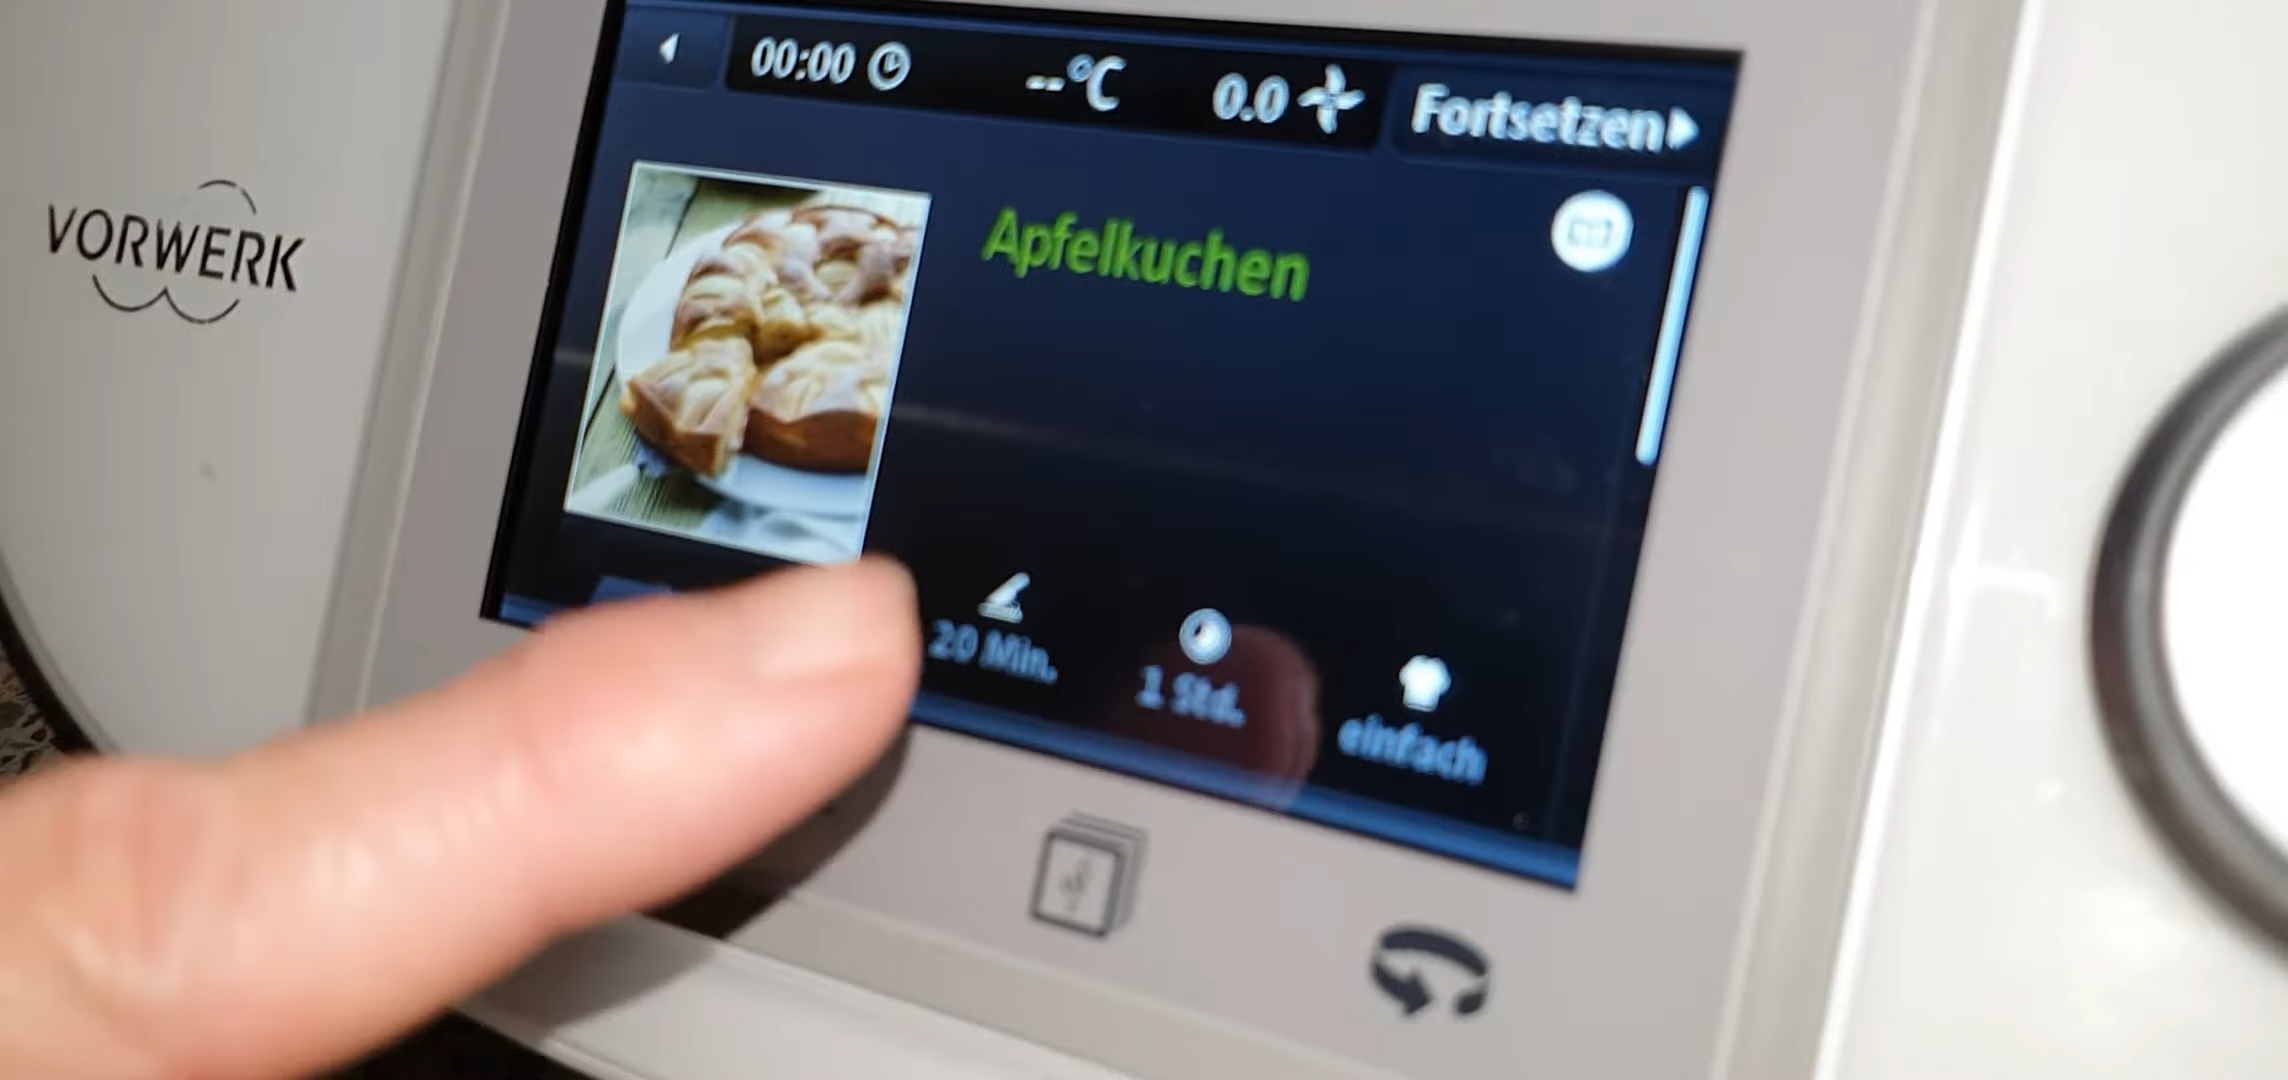 VORWERK
00:00
--°C
0.0
Fortsetzen
Apfelkuchen
20 Min.
1 Std.
einfach